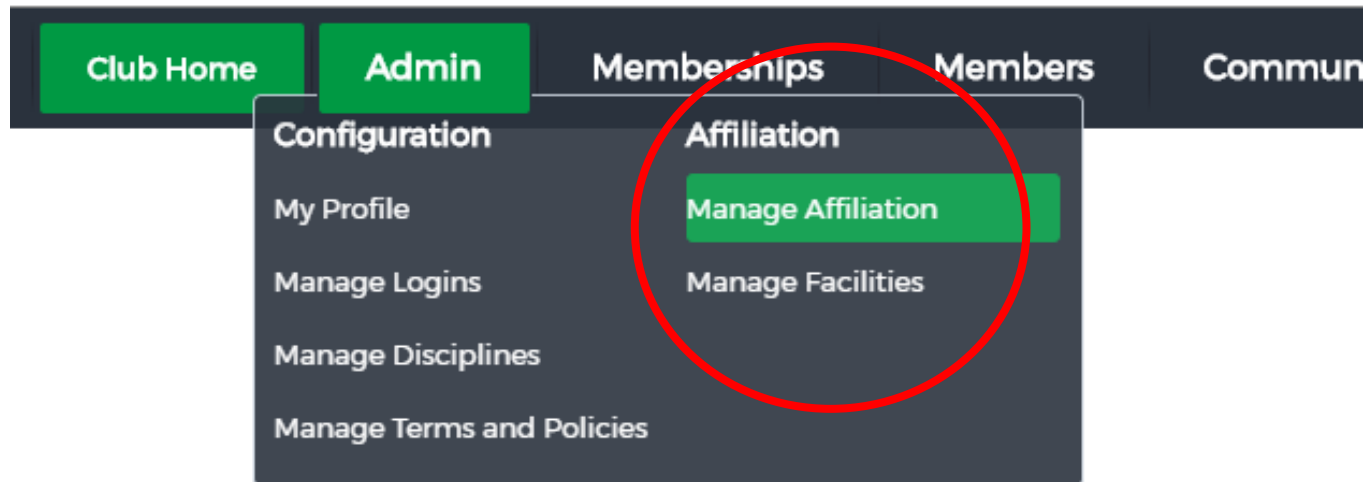 Club Home Admin Memberships Members Commun
Configuration
My Profile
Manage Logins
Manage Disciplines
Manage Terms and Policies
Affiliation
Manage Affiliation
Manage Facilities